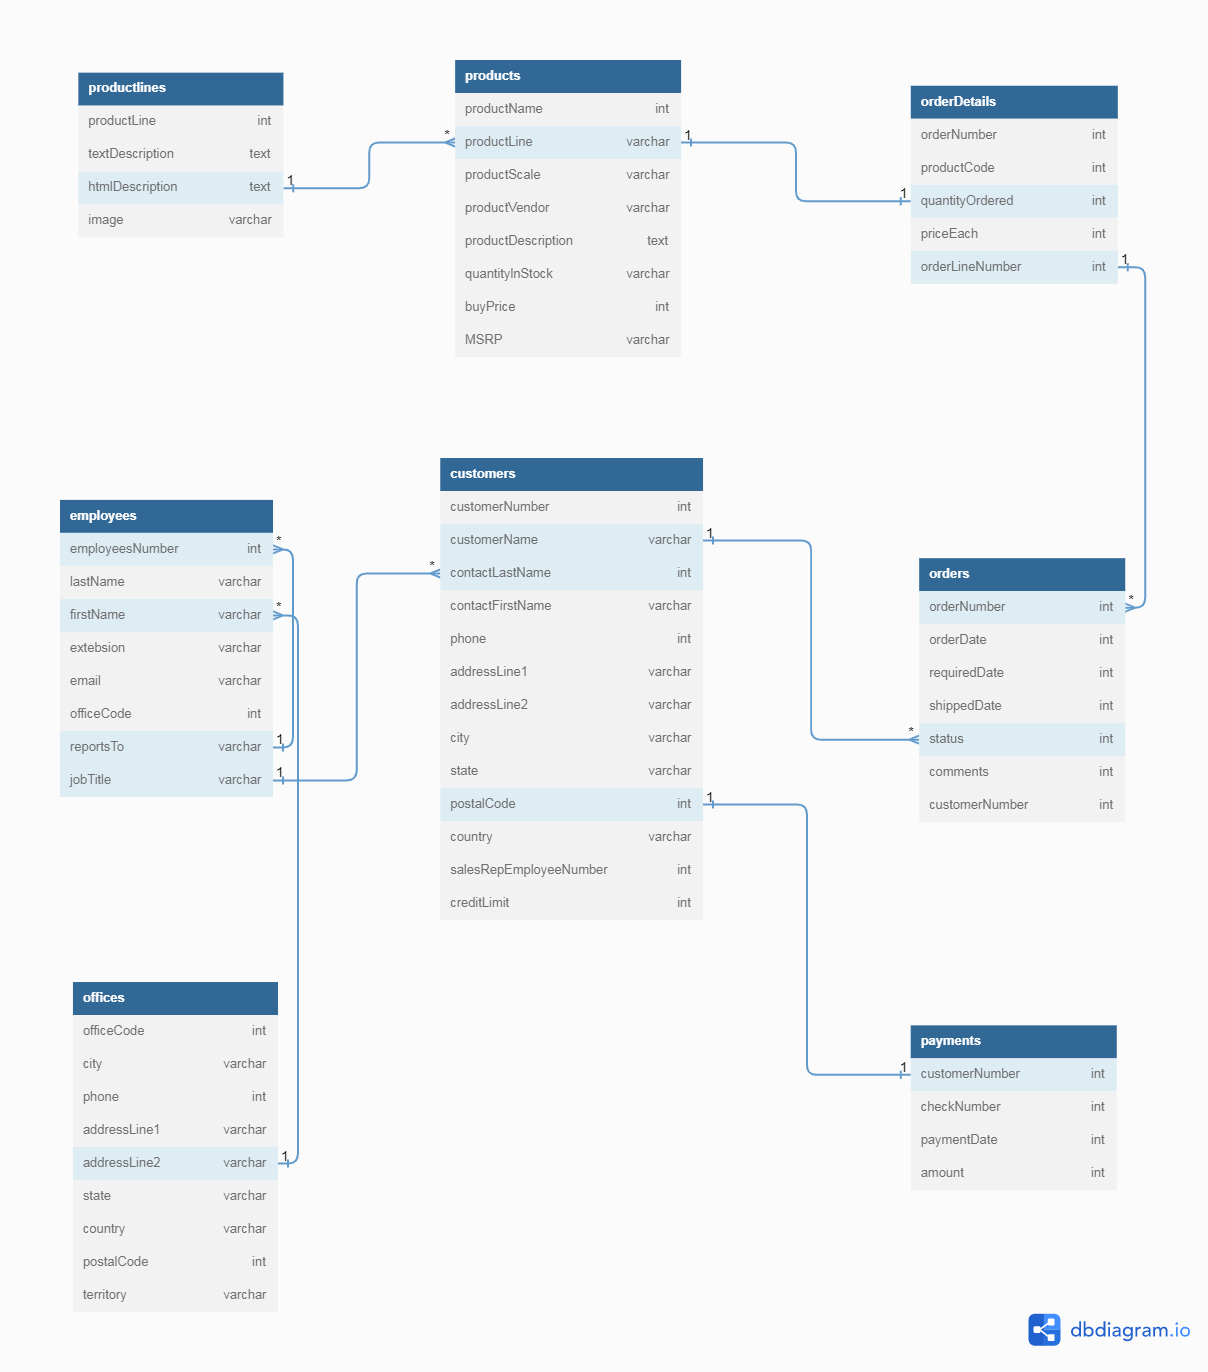 productlines
productLine int
textDescription text
htmlDescription text
image varchar
1
*
products
productName int
productLine varchar
productScale varchar
productVendor varchar
productDescription text
quantityInStock varchar
buyPrice int
MSRP varchar
1
1
orderDetails
orderNumber int
productCode int
quantityOrdered int
priceEach int
orderLineNumber int
1
employees
employeesNumber int
lastName varchar
firstName varchar
extebsion varchar
email varchar
officeCode int
reportsTo varchar
jobTitle varchar
*
*
1
1
*
customers
customerNumber int
customerName varchar
contactLastName int
contactFirstName varchar
phone int
addressLine1 varchar
addressLine2 varchar
city varchar
state varchar
postalCode int
country varchar
salesRepEmployeeNumber int
creditLimit int
1
1
orders
orderNumber int
orderDate int
requiredDate int
shippedDate int
status int
comments int
customerNumber int
*
*
offices
officeCode int
city varchar
phone int
addressLine1 varchar
addressLine2 varchar
state varchar
country varchar
postalCode int
territory varchar
1
1
payments
customerNumber int
checkNumber int
paymentDate int
amount int
dbdiagram.io